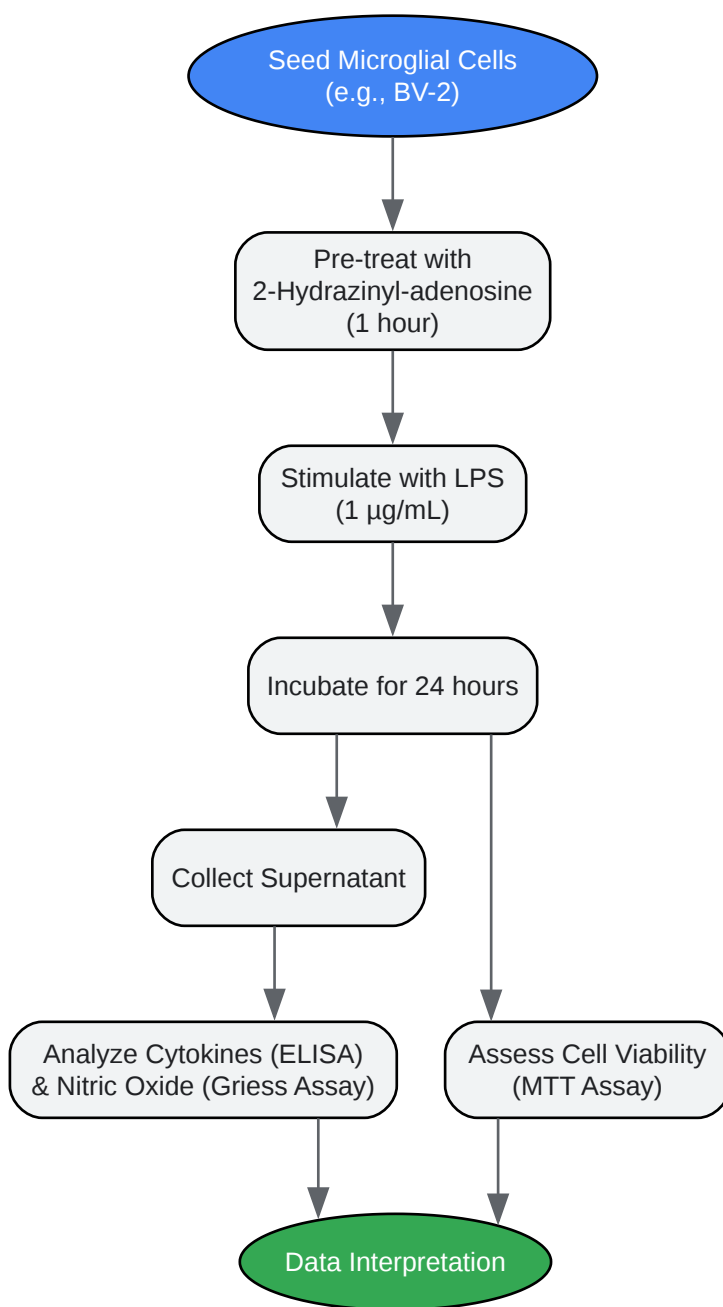 Seed Microglial Cells
(e.g., BV-2)
Pre-treat with
2-Hydrazinyl-adenosine
(1 hour)
Stimulate with LPS
(1 µg/mL)
Incubate for 24 hours
Collect Supernatant
Analyze Cytokines (ELISA)
& Nitric Oxide (Griess Assay)
Assess Cell Viability
(MTT Assay)
Data Interpretation